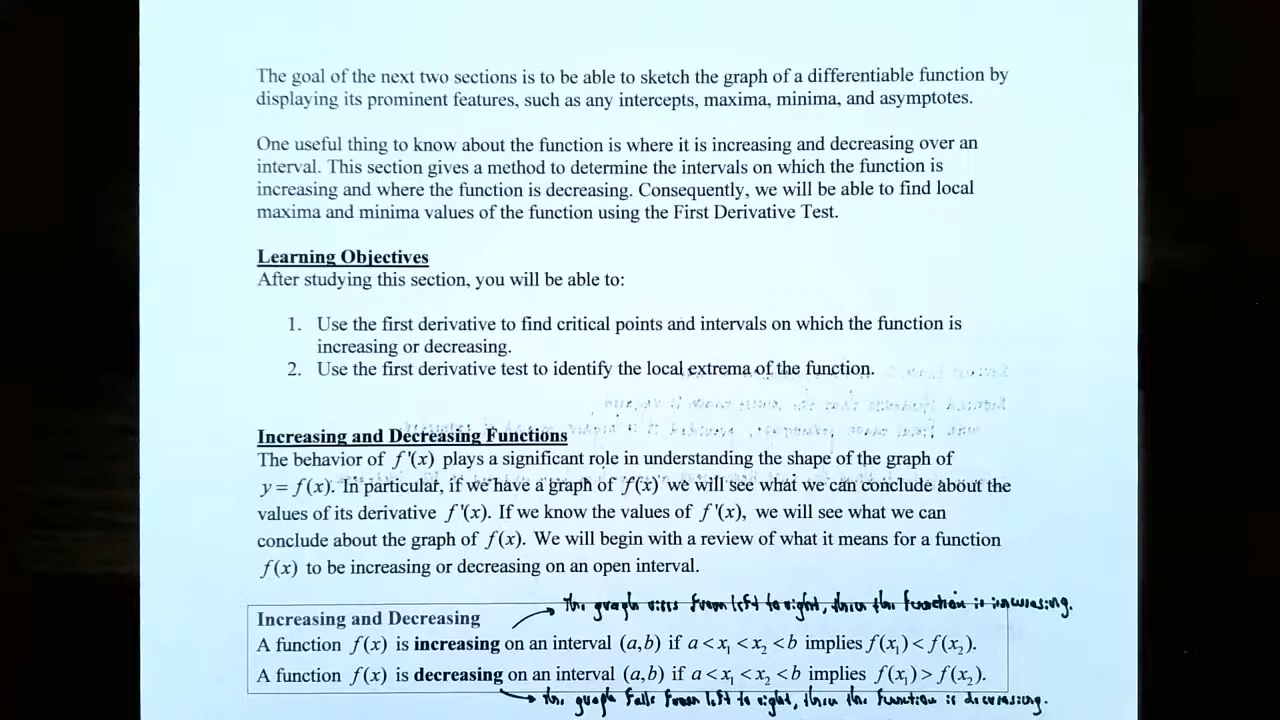 The goal of the next two sections is to be able to sketch the graph of a differentiable function by
displaying its prominent features, such as any intercepts, maxima, minima, and asymptotes.
One useful thing to know about the function is where it is increasing and decreasing over an
interval. This section gives a method to determine the intervals on which the function is
increasing and where the function is decreasing. Consequently, we will be able to find local
maxima and minima values of the function using the First Derivative Test.
Learning Objectives
After studying this section, you will be able to:
1. Use the first derivative to find critical points and intervals on which the function is
increasing or decreasing.
2. Use the first derivative test to identify the local extrema of the function.
Increasing and Decreasing Functions
The behavior of f'(x) plays a significant role in understanding the shape of the graph of
y = f(x). In particular, if we have a graph of f(x) we will see what we can conclude about the
values of its derivative f'(x). If we know the values of f'(x), we will see what we can
conclude about the graph of f(x). We will begin with a review of what it means for a function
f(x) to be increasing or decreasing on an open interval.
the graph rises from left to right, then the function is increasing.
Increasing and Decreasing
A function f(x) is increasing on an interval (a,b) if a < x₁ < x₂ < b implies f(x₁) < f(x₂).
A function f(x) is decreasing on an interval (a,b) if a < x₁ < x₂ < b implies f(x₁) > f(x₂).
the graph falls from left to right, then the function is decreasing.